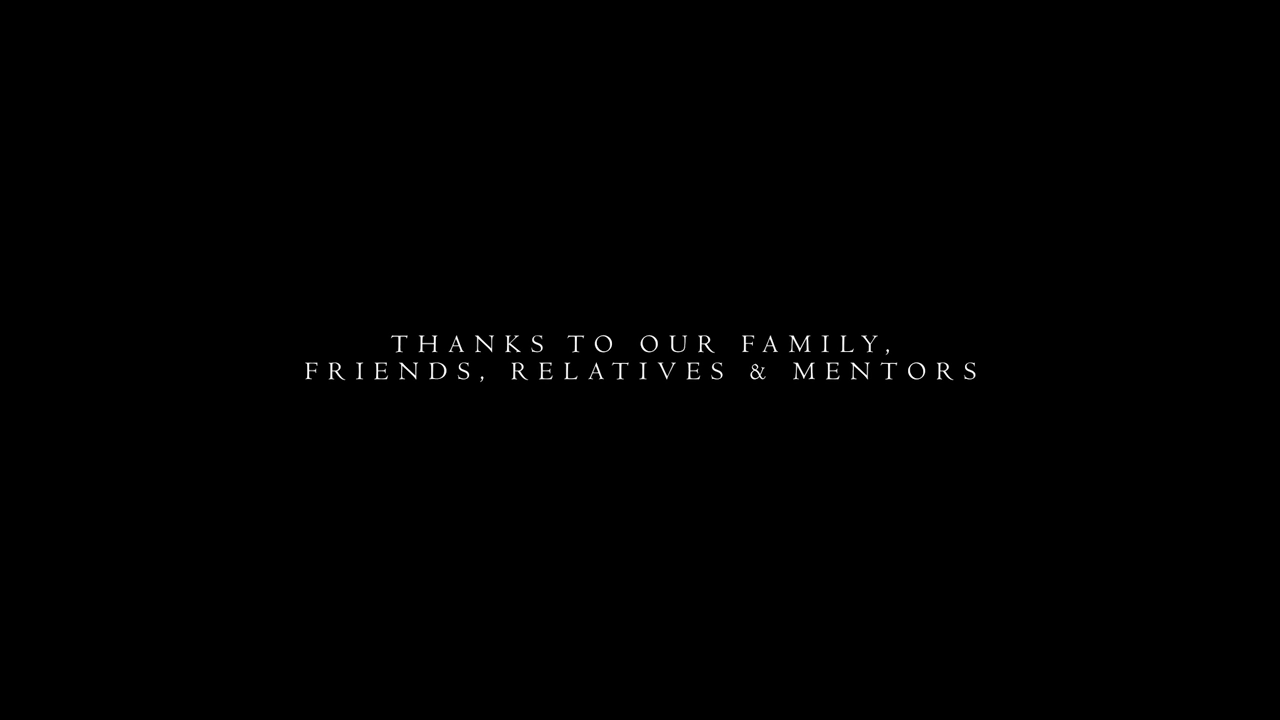 THANKS TO OUR FAMILY,
FRIENDS, RELATIVES & MENTORS